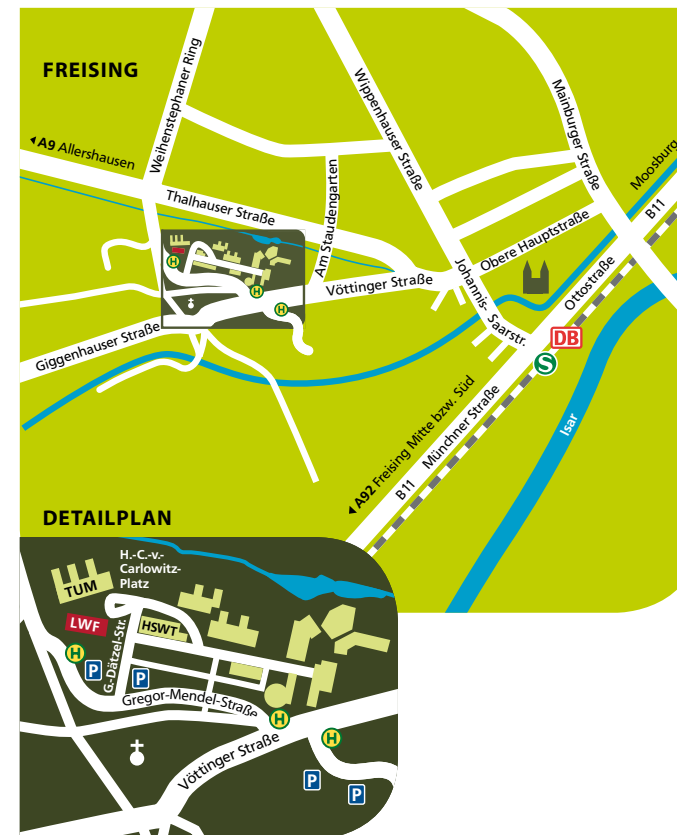 FREISING
Weihenstephaner Ring
Wippenhauser Straße
Mainburger Straße
Moosburg
◄A9 Allershausen
Thalhauser Straße
Am Staudengarten
B11
H
H
H
Vöttinger Straße
Obere Hauptstraße
Johannis-
Saarstr.
Ottostraße
DB
S
Giggenhauser Straße
◄A92 Freising Mitte bzw. Süd
Münchner Straße
B11
Isar
DETAILPLAN
H.-C.-v.-
Carlowitz-
Platz
TUM
LWF
HSWT
G.-Dätzel-Str.
H
P
P
Gregor-Mendel-Straße
H
H
Vöttinger Straße
P
P